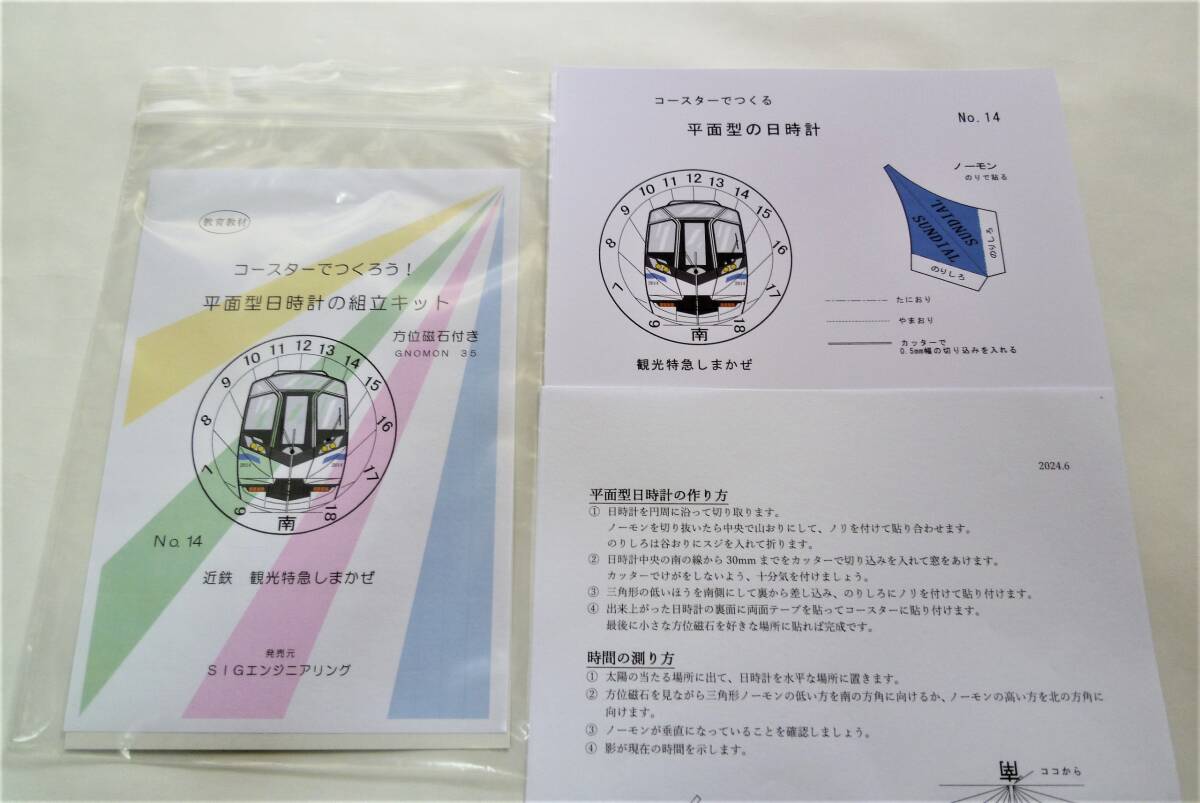 教育教材
コースターでつくろう！
平面型日時計の組立キット
方位磁石付き
GNOMON 35
6 7 8 9 10 11 12 13 14 15 16 17 18
2014 2014
南
No.14
近鉄 観光特急しまかぜ
発売元
SIGエンジニアリング
コースターでつくる
平面型の日時計
No.14
6 7 8 9 10 11 12 13 14 15 16 17 18
2014 2014
南
観光特急しまかぜ
ノーモン
のりで貼る
SUNDIAL
SUNDIAL
のりしろ
のりしろ
たにおり
やまおり
カッターで
0.5mm幅の切り込みを入れる
2024.6
平面型日時計の作り方
① 日時計を円周に沿って切り取ります。
ノーモンを切り抜いたら中央で山おりにして、ノリを付けて貼り合わせます。
のりしろは谷おりにスジを入れて折ります。
② 日時計中央の南の線から30mmまでをカッターで切り込みを入れて窓をあけます。
カッターでけがをしないよう、十分気を付けましょう。
③ 三角形の低いほうを南側にして裏から差し込み、のりしろにノリを付けて貼り付けます。
④ 出来上がった日時計の裏面に両面テープを貼ってコースターに貼り付けます。
最後に小さな方位磁石を好きな場所に貼れば完成です。
時間の測り方
① 太陽の当たる場所に出て、日時計を水平な場所に置きます。
② 方位磁石を見ながら三角形ノーモンの低い方を南の方角に向けるか、ノーモンの高い方を北の方角に
向けます。
③ ノーモンが垂直になっていることを確認しましょう。
④ 影が現在の時間を示します。
南
ココから